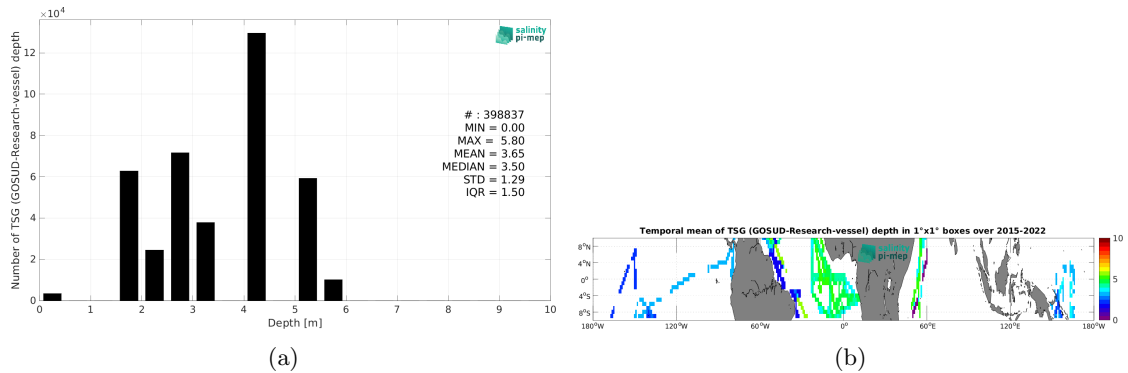 ×10⁴
salinity
pi-mep
12
10
8
6
4
2
0
Number of TSG (GOSUD-Research-vessel) depth
# : 398837
MIN = 0.00
MAX = 5.80
MEAN = 3.65
MEDIAN = 3.50
STD = 1.29
IQR = 1.50
0 1 2 3 4 5 6 7 8 9 10
Depth [m]
(a)
Temporal mean of TSG (GOSUD-Research-vessel) depth in 1°x1° boxes over 2015-2022
salinity
pi-mep
8°N
4°N
0°
4°S
8°S
180°W 120°W 60°W 0° 60°E 120°E 180°W
10
5
0
(b)